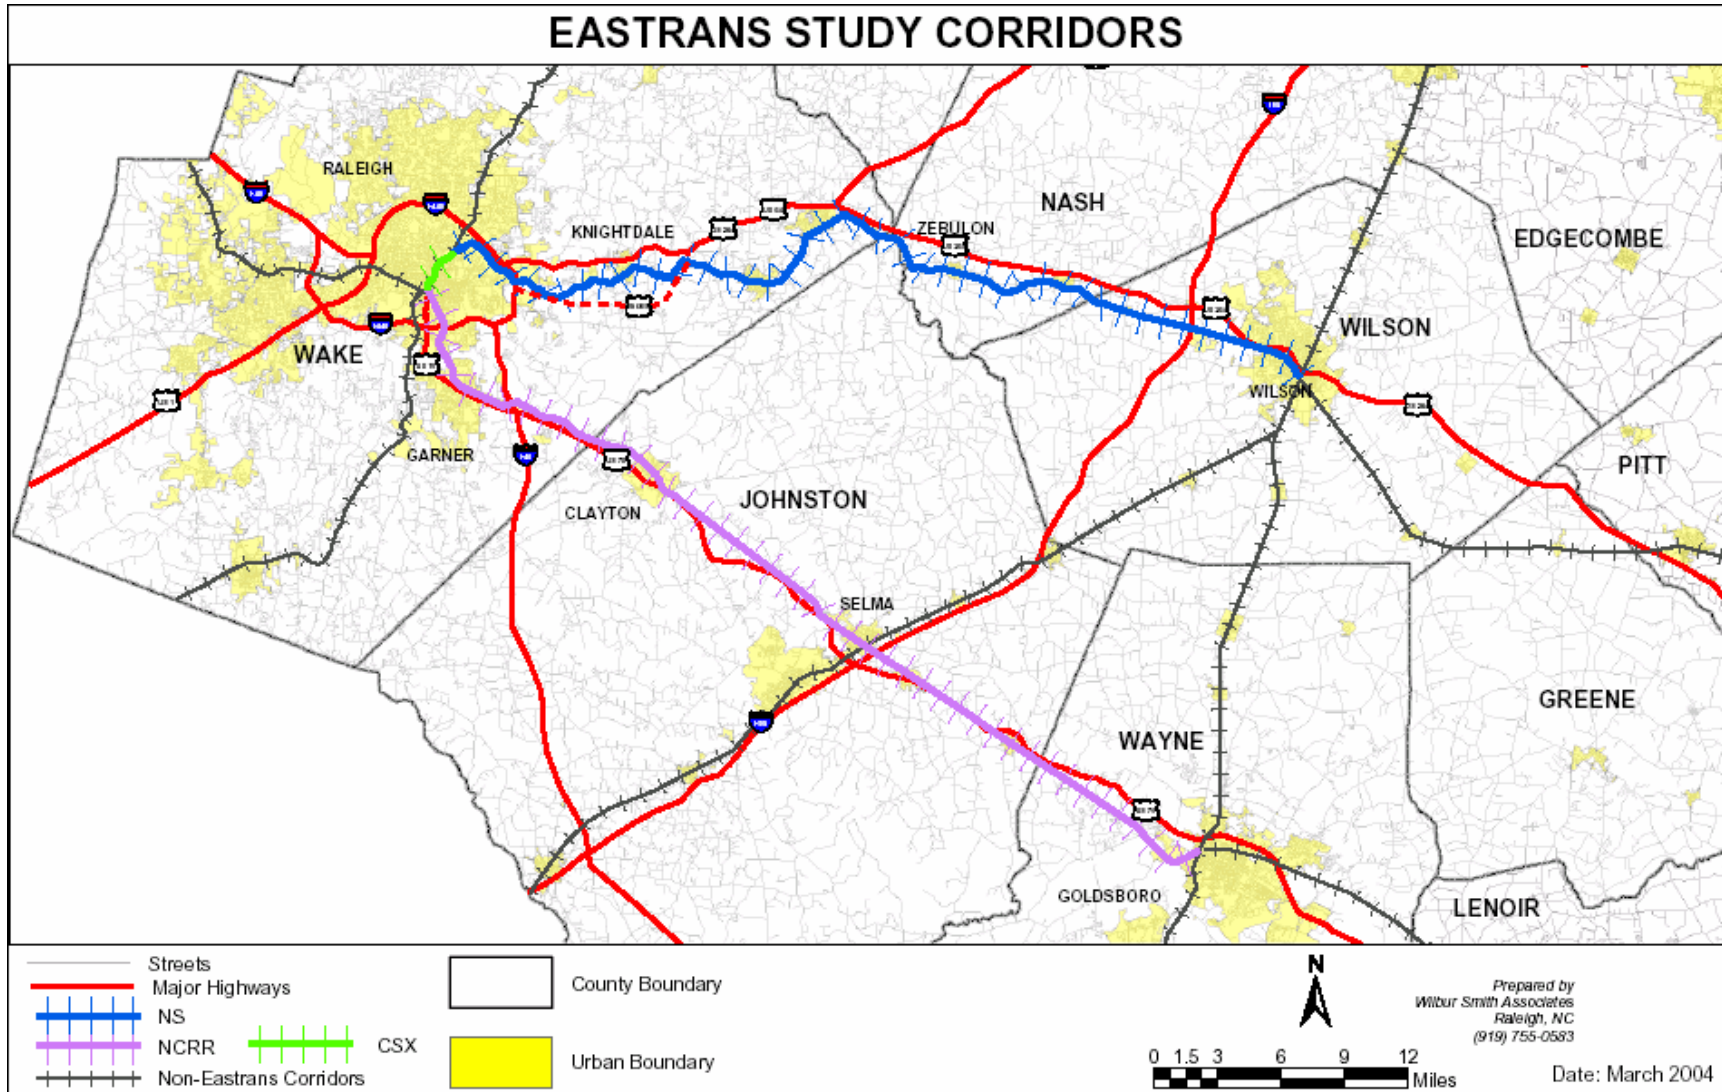 EASTRANS STUDY CORRIDORS
RALEIGH
KNIGHTDALE
ZEBULON
NASH
EDGECOMBE
WAKE
WILSON
WILSON
PITT
GARNER
CLAYTON
JOHNSTON
SELMA
GREENE
WAYNE
GOLDSBORO
LENOIR
Streets
Major Highways
NS
NCRR
CSX
Non-Eastrans Corridors
County Boundary
Urban Boundary
N
0 1.5 3 6 9 12
Miles
Prepared by
Wilbur Smith Associates
Raleigh, NC
(919) 755-0583
Date: March 2004